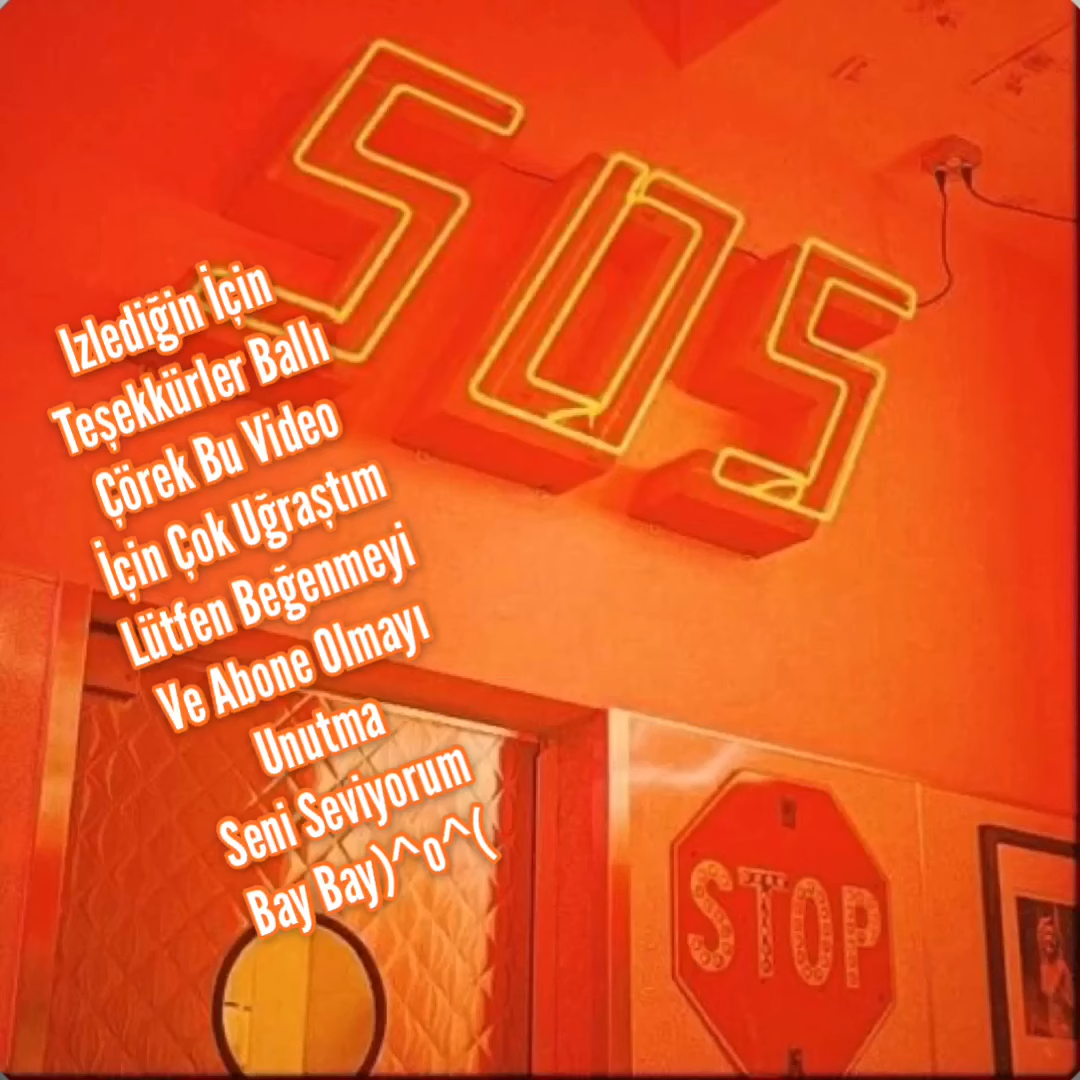 SOS
Izlediğin İçin
Teşekkürler Ballı
Çörek Bu Video
İçin Çok Uğraştım
Lütfen Beğenmeyi
Ve Abone Olmayı
Unutma
Seni Seviyorum
Bay Bay)^o^(
STOP